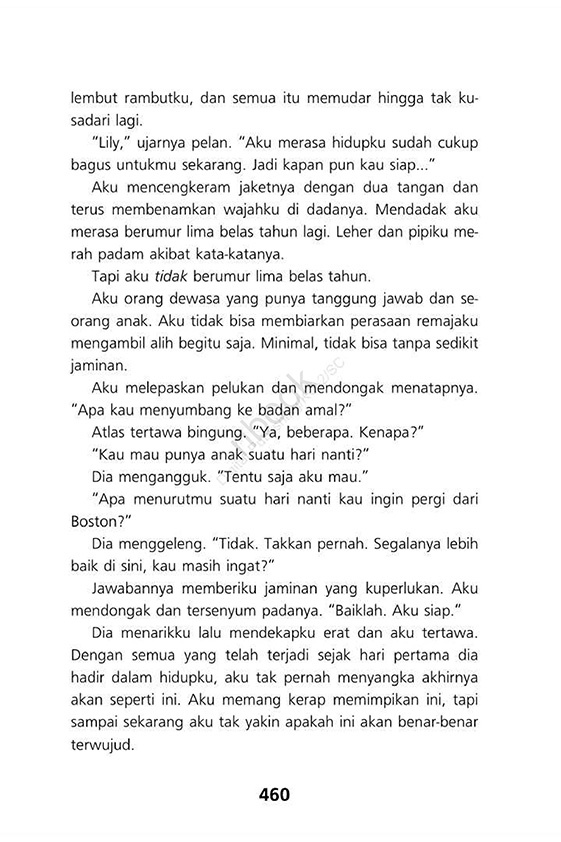 lembut rambutku, dan semua itu memudar hingga tak ku-
sadari lagi.
“Lily,” ujarnya pelan. “Aku merasa hidupku sudah cukup
bagus untukmu sekarang. Jadi kapan pun kau siap...”
Aku mencengkeram jaketnya dengan dua tangan dan
terus membenamkan wajahku di dadanya. Mendadak aku
merasa berumur lima belas tahun lagi. Leher dan pipiku me-
rah padam akibat kata-katanya.
Tapi aku tidak berumur lima belas tahun.
Aku orang dewasa yang punya tanggung jawab dan se-
orang anak. Aku tidak bisa membiarkan perasaan remajaku
mengambil alih begitu saja. Minimal, tidak bisa tanpa sedikit
jaminan.
Aku melepaskan pelukan dan mendongak menatapnya.
“Apa kau menyumbang ke badan amal?”
Atlas tertawa bingung. “Ya, beberapa. Kenapa?”
“Kau mau punya anak suatu hari nanti?”
Dia mengangguk. “Tentu saja aku mau.”
“Apa menurutmu suatu hari nanti kau ingin pergi dari
Boston?”
Dia menggeleng. “Tidak. Takkan pernah. Segalanya lebih
baik di sini, kau masih ingat?”
Jawabannya memberiku jaminan yang kuperlukan. Aku
mendongak dan tersenyum padanya. “Baiklah. Aku siap.”
Dia menarikku lalu mendekapku erat dan aku tertawa.
Dengan semua yang telah terjadi sejak hari pertama dia
hadir dalam hidupku, aku tak pernah menyangka akhirnya
akan seperti ini. Aku memang kerap memimpikan ini, tapi
sampai sekarang aku tak yakin apakah ini akan benar-benar
terwujud.
460